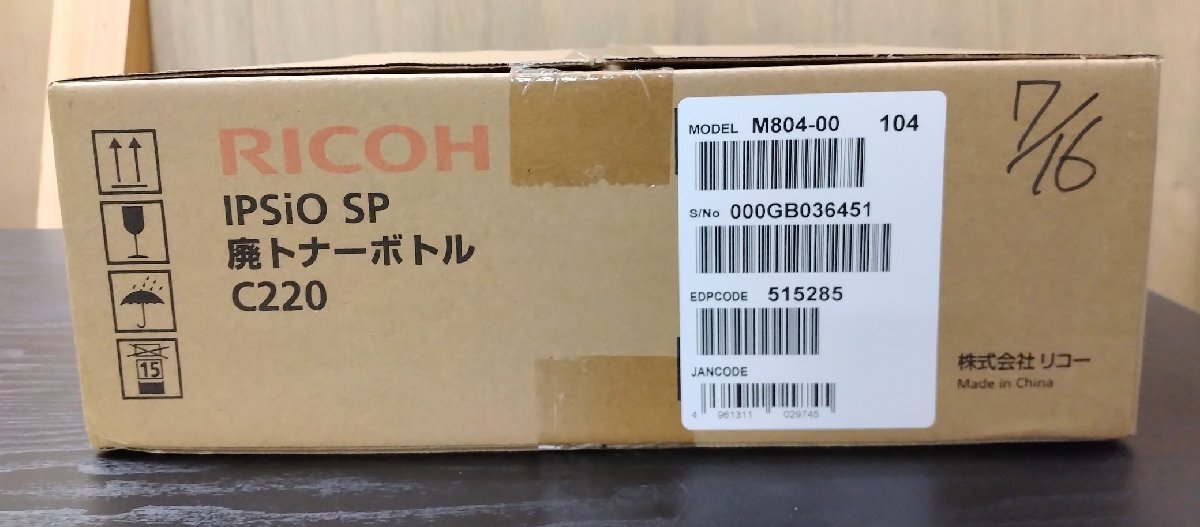 RICOH
IPSiO SP
廃トナーボトル
C220
15
MODEL M804-00 104
S/No 000GB036451
EDPCODE 515285
JANCODE
4 961311 029745
7/16
株式会社 リコー
Made in China